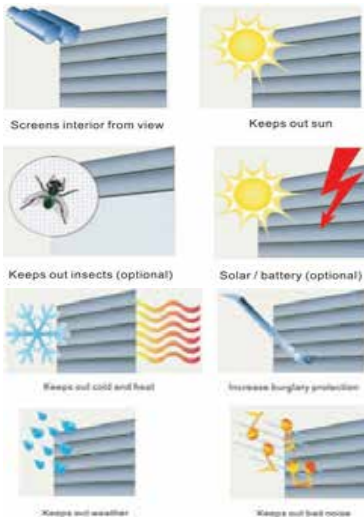 Screens interior from view
Keeps out sun
Keeps out insects (optional)
Solar / battery (optional)
Keeps out cold and heat
Increase burglary protection
Keeps out weather
Keeps out bad noise